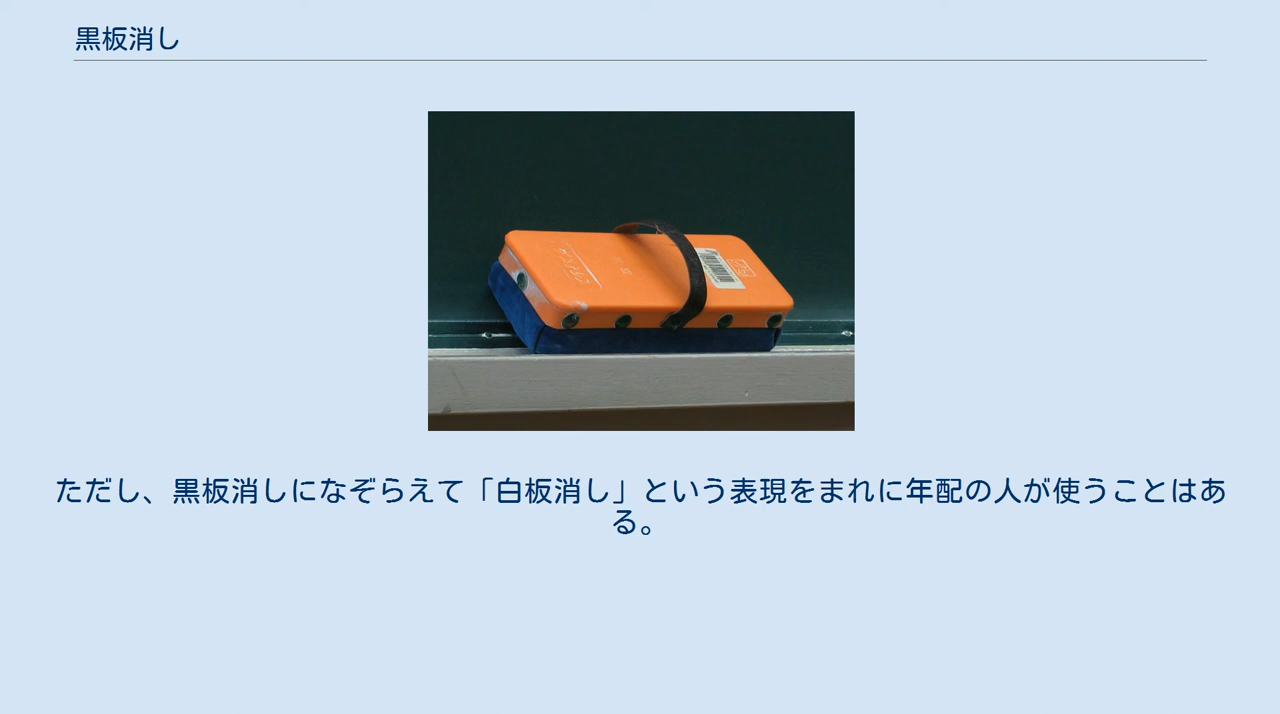 黒板消し
ただし、黒板消しになぞらえて「白板消し」という表現をまれに年配の人が使うことはあ
る。